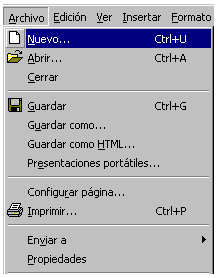 Archivo Edición Ver Insertar Formato
Nuevo... Ctrl+U
Abrir... Ctrl+A
Cerrar
Guardar Ctrl+G
Guardar como...
Guardar como HTML...
Presentaciones portátiles...
Configurar página...
Imprimir... Ctrl+P
Enviar a
Propiedades